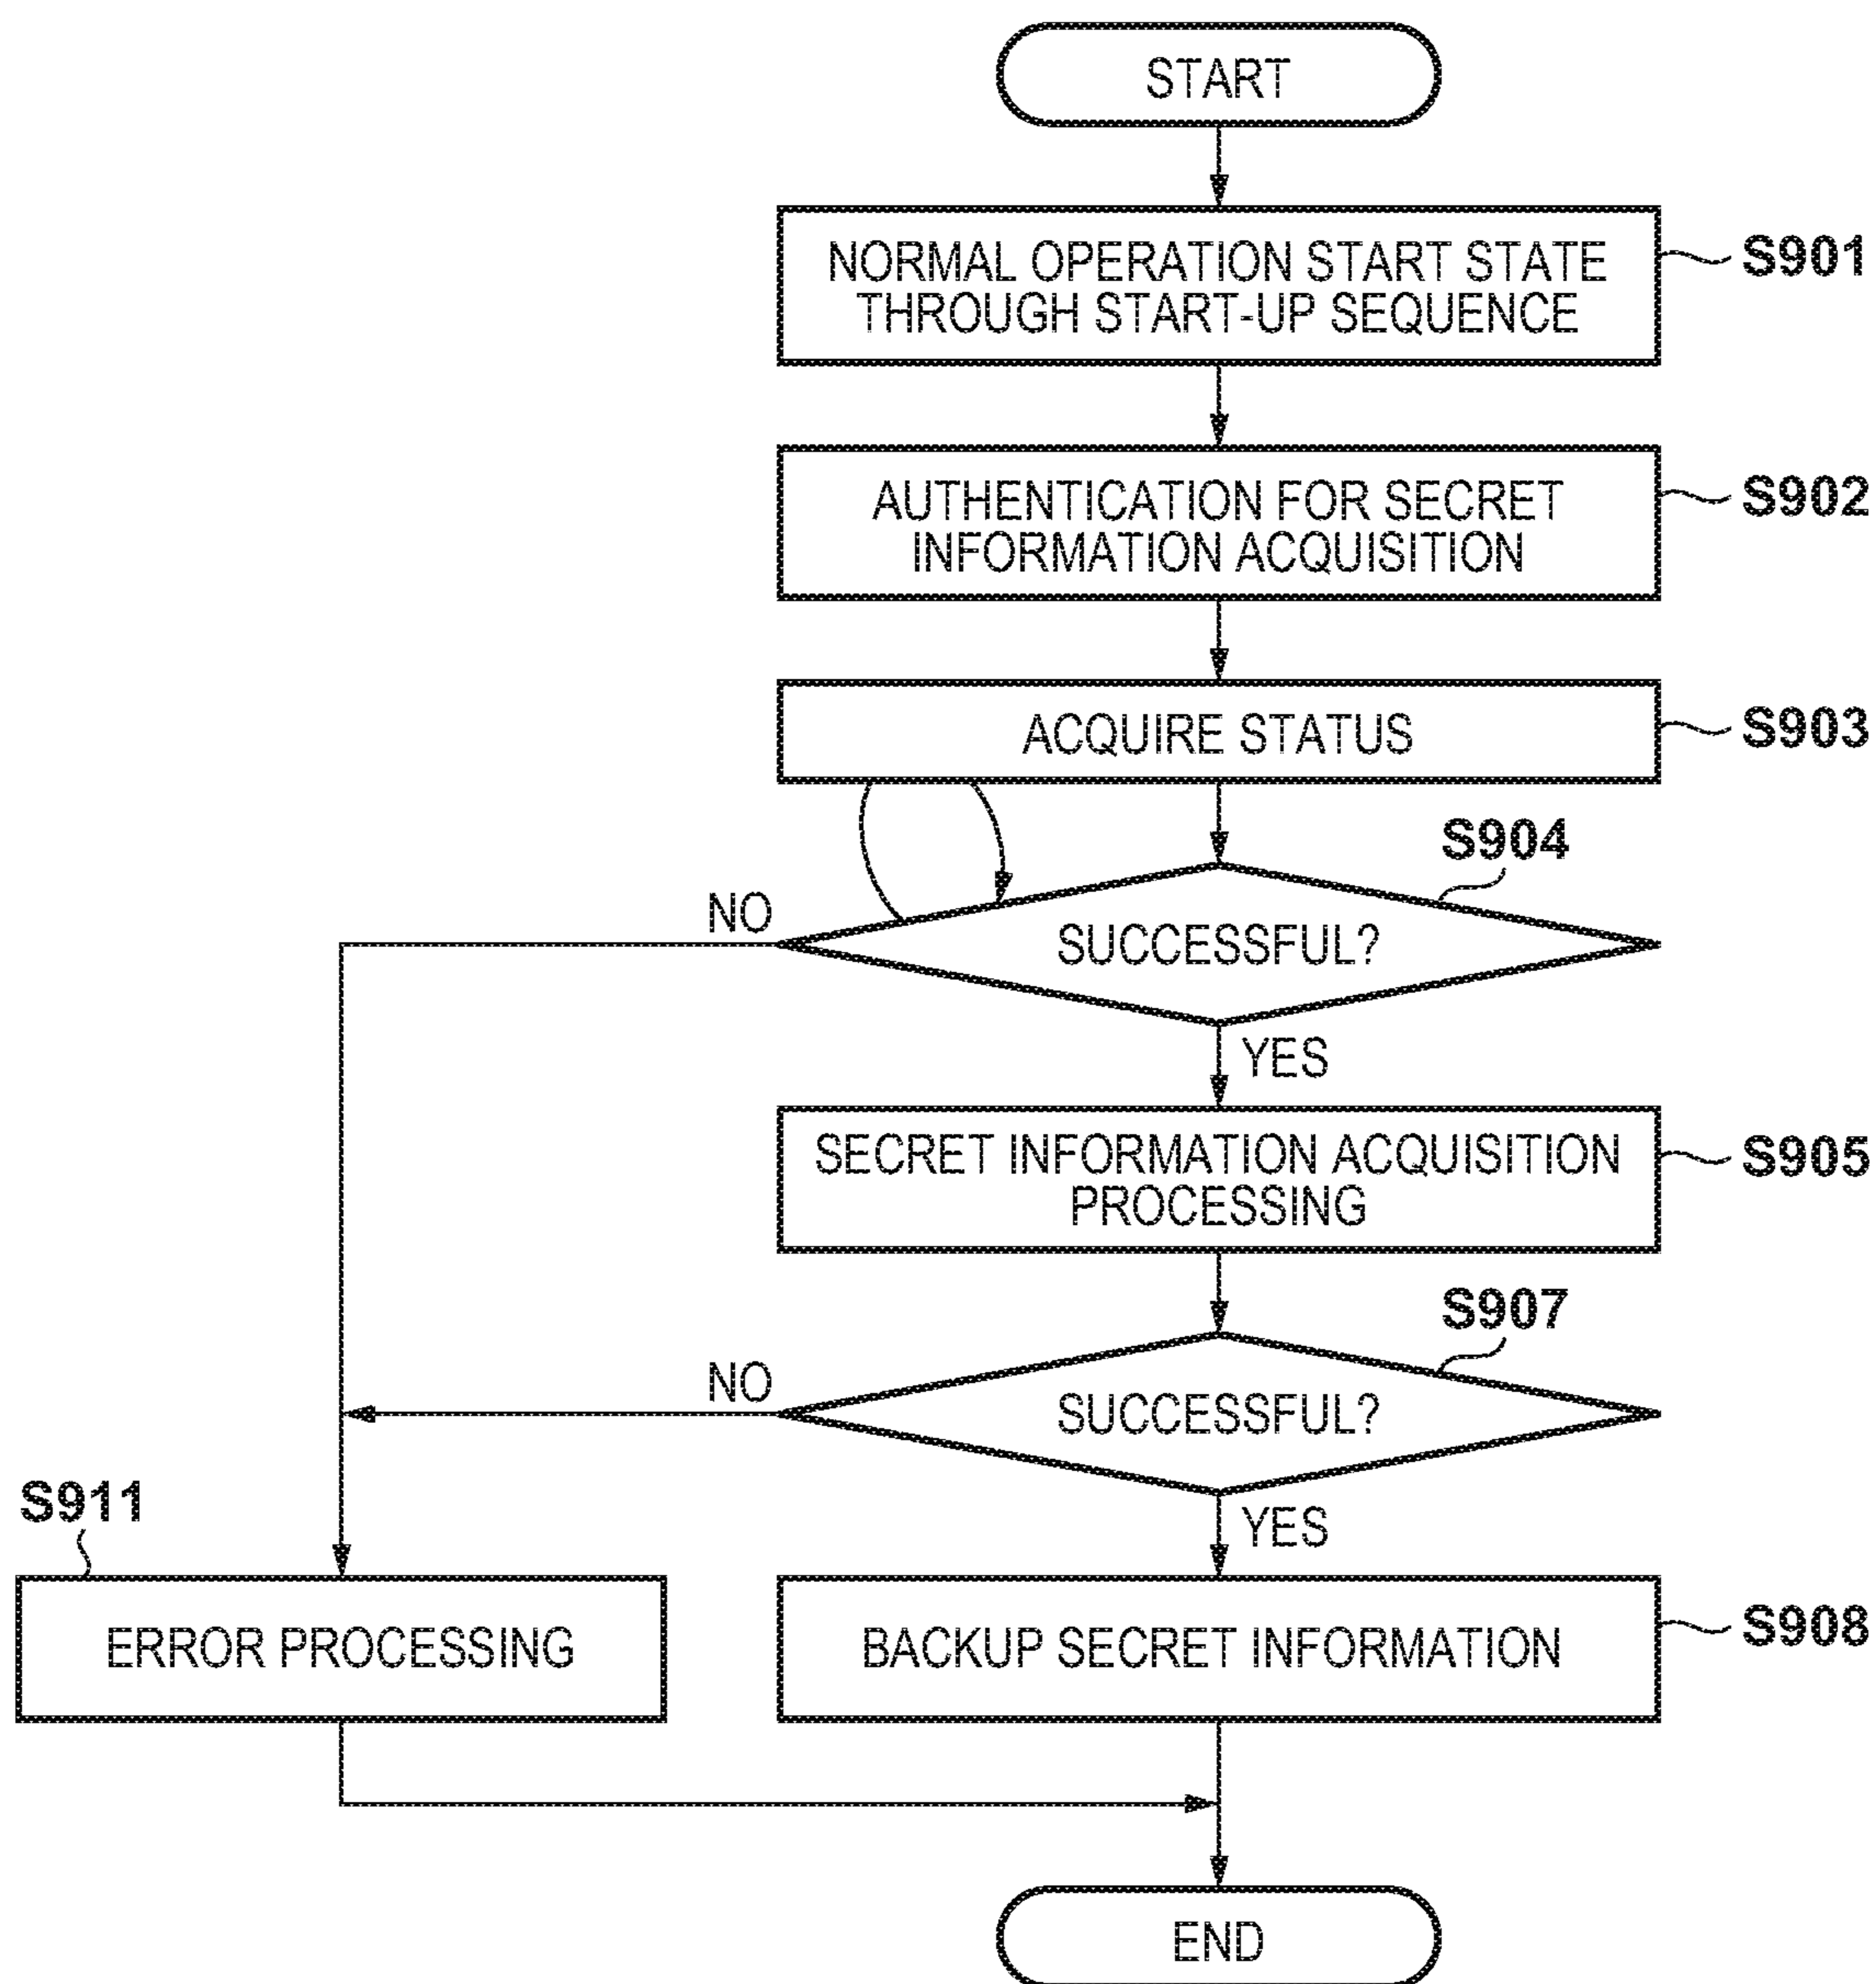 START
NORMAL OPERATION START STATE
THROUGH START-UP SEQUENCE
S901
AUTHENTICATION FOR SECRET
INFORMATION ACQUISITION
S902
ACQUIRE STATUS
S903
S904
NO
SUCCESSFUL?
YES
SECRET INFORMATION ACQUISITION
PROCESSING
S905
S907
NO
SUCCESSFUL?
YES
S911
ERROR PROCESSING
BACKUP SECRET INFORMATION
S908
END